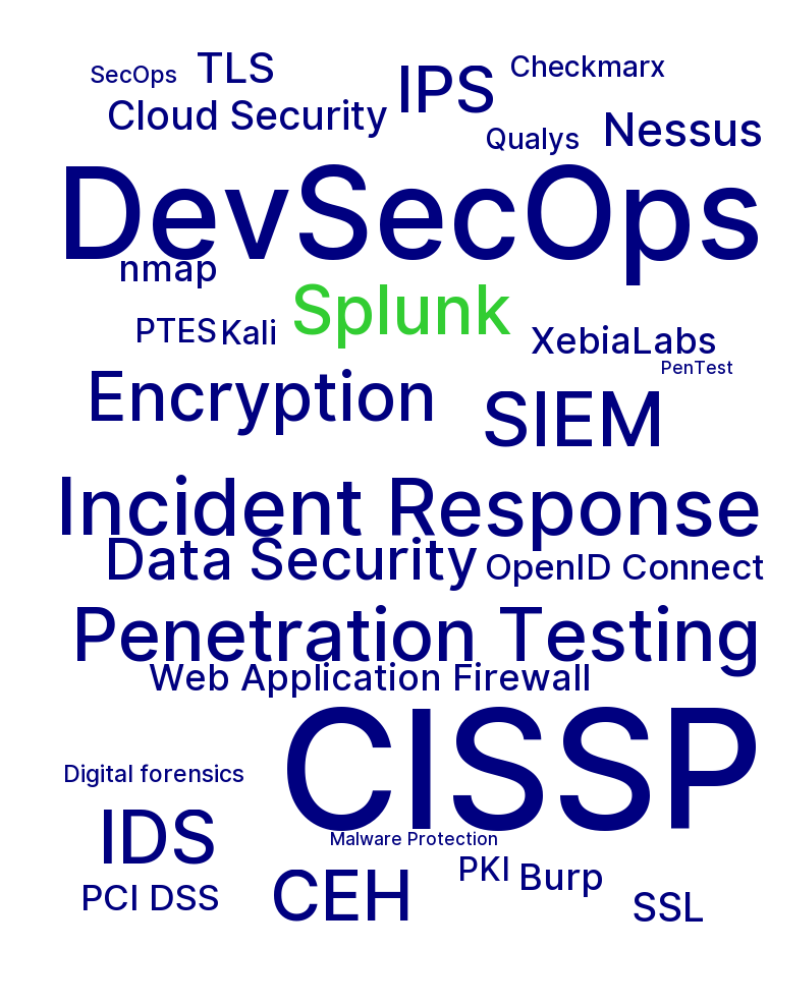 SecOps
TLS
Checkmarx
IPS
Cloud Security
Qualys
Nessus
DevSecOps
nmap
Splunk
PTES
Kali
XebiaLabs
PenTest
Encryption
SIEM
Incident Response
Data Security
OpenID Connect
Penetration Testing
Web Application Firewall
CISSP
Digital forensics
IDS
Malware Protection
PKI
Burp
PCI DSS
CEH
SSL